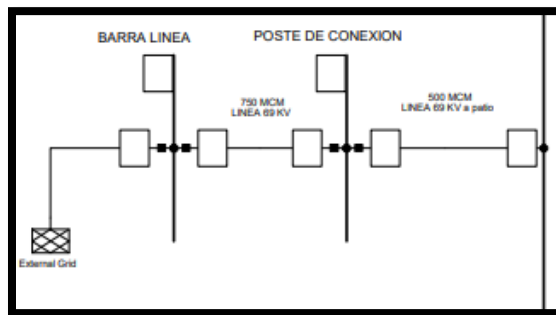 BARRA LINEA
POSTE DE CONEXION
750 MCM
LINEA 69 KV
500 MCM
LINEA 69 KV a patio
External Grid